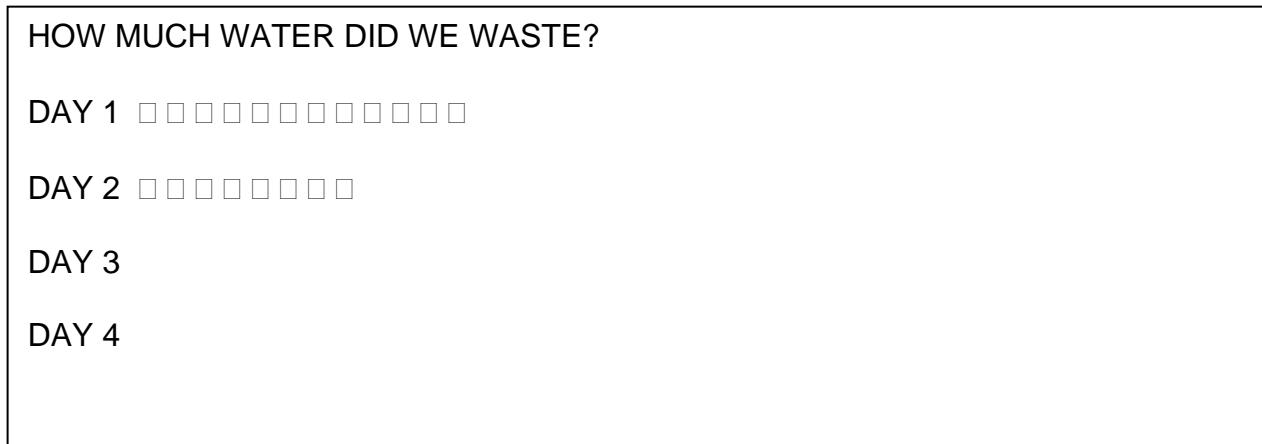 HOW MUCH WATER DID WE WASTE?
DAY 1 □ □ □ □ □ □ □ □ □ □ □ □
DAY 2 □ □ □ □ □ □ □ □
DAY 3
DAY 4